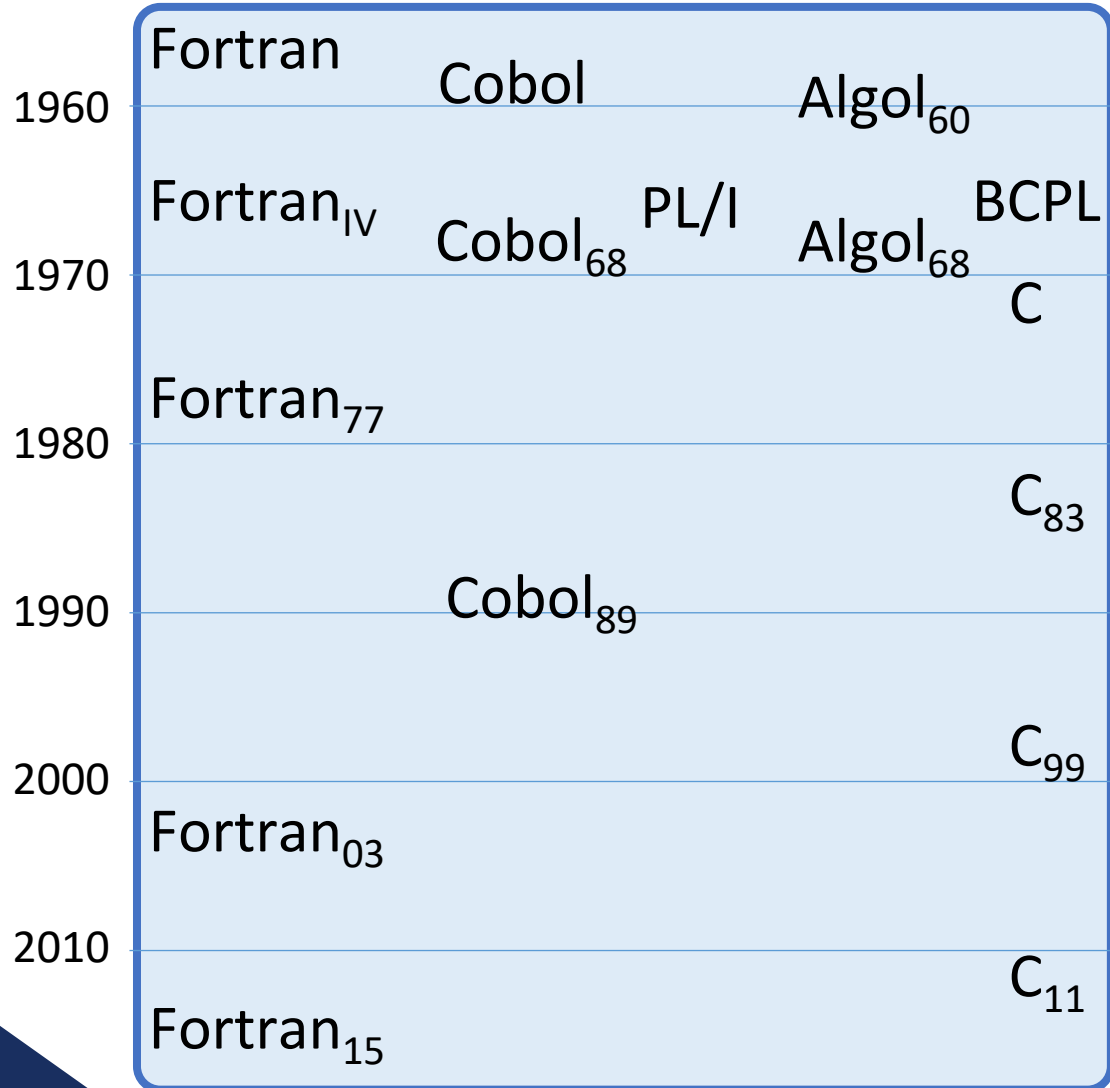 Fortran
Cobol
1960 Algol₆₀
Fortran_IV PL/I BCPL
Cobol₆₈ Algol₆₈
1970
C
Fortran₇₇
1980
C₈₃
1990 Cobol₈₉
C₉₉
2000
Fortran₀₃
2010
C₁₁
Fortran₁₅